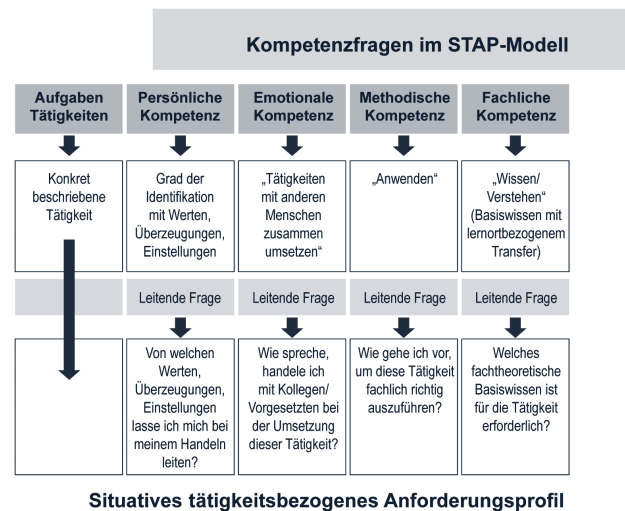 Kompetenzfragen im STAP-Modell
Aufgaben
Tätigkeiten
Persönliche
Kompetenz
Emotionale
Kompetenz
Methodische
Kompetenz
Fachliche
Kompetenz
Konkret
beschriebene
Tätigkeit
Grad der
Identifikation
mit Werten,
Überzeugungen,
Einstellungen
„Tätigkeiten
mit anderen
Menschen
zusammen
umsetzen“
„Anwenden“
„Wissen/
Verstehen“
(Basiswissen mit
lernortbezogenem
Transfer)
Leitende Frage
Leitende Frage
Leitende Frage
Leitende Frage
Von welchen
Werten,
Überzeugungen,
Einstellungen
lasse ich mich bei
meinem Handeln
leiten?
Wie spreche,
handele ich
mit Kollegen/
Vorgesetzten bei
der Umsetzung
dieser Tätigkeit?
Wie gehe ich vor,
um diese Tätigkeit
fachlich richtig
auszuführen?
Welches
fachtheoretische
Basiswissen ist
für die Tätigkeit
erforderlich?
Situatives tätigkeitsbezogenes Anforderungsprofil